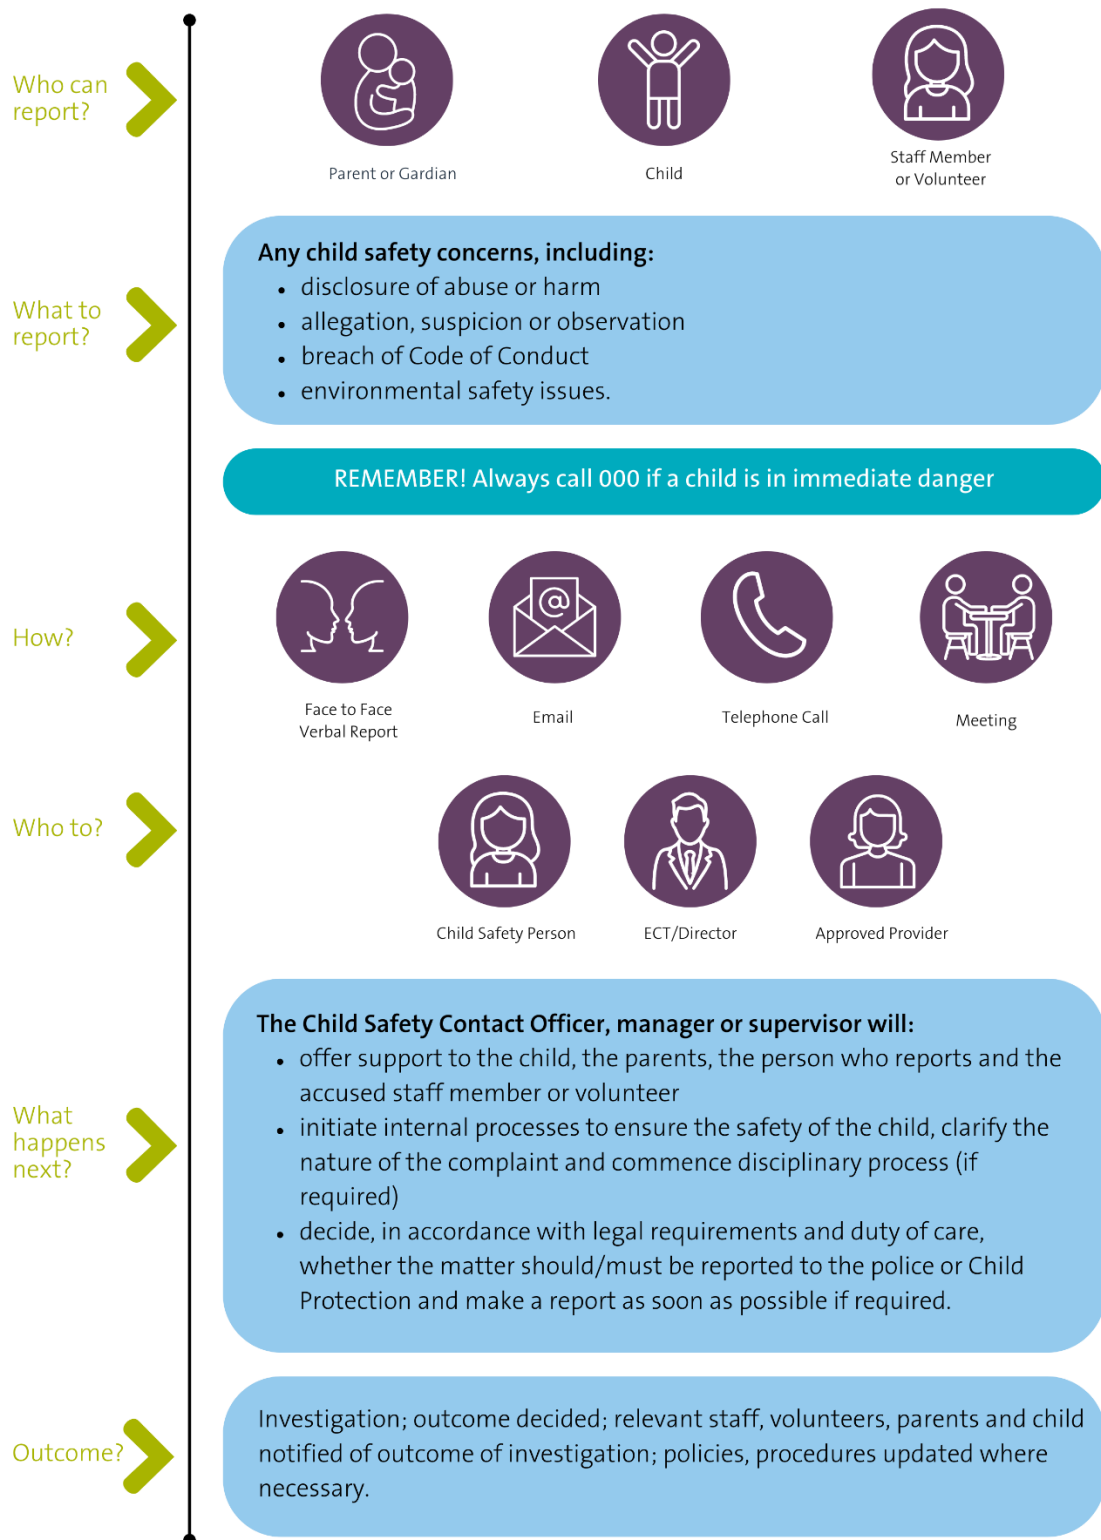 Who can
report?
Parent or Gardian
Child
Staff Member
or Volunteer
What to
report?
Any child safety concerns, including:
• disclosure of abuse or harm
• allegation, suspicion or observation
• breach of Code of Conduct
• environmental safety issues.
REMEMBER! Always call 000 if a child is in immediate danger
How?
@
Face to Face
Verbal Report
Email
Telephone Call
Meeting
Who to?
Child Safety Person
ECT/Director
Approved Provider
What
happens
next?
The Child Safety Contact Officer, manager or supervisor will:
• offer support to the child, the parents, the person who reports and the
accused staff member or volunteer
• initiate internal processes to ensure the safety of the child, clarify the
nature of the complaint and commence disciplinary process (if
required)
• decide, in accordance with legal requirements and duty of care,
whether the matter should/must be reported to the police or Child
Protection and make a report as soon as possible if required.
Outcome?
Investigation; outcome decided; relevant staff, volunteers, parents and child
notified of outcome of investigation; policies, procedures updated where
necessary.